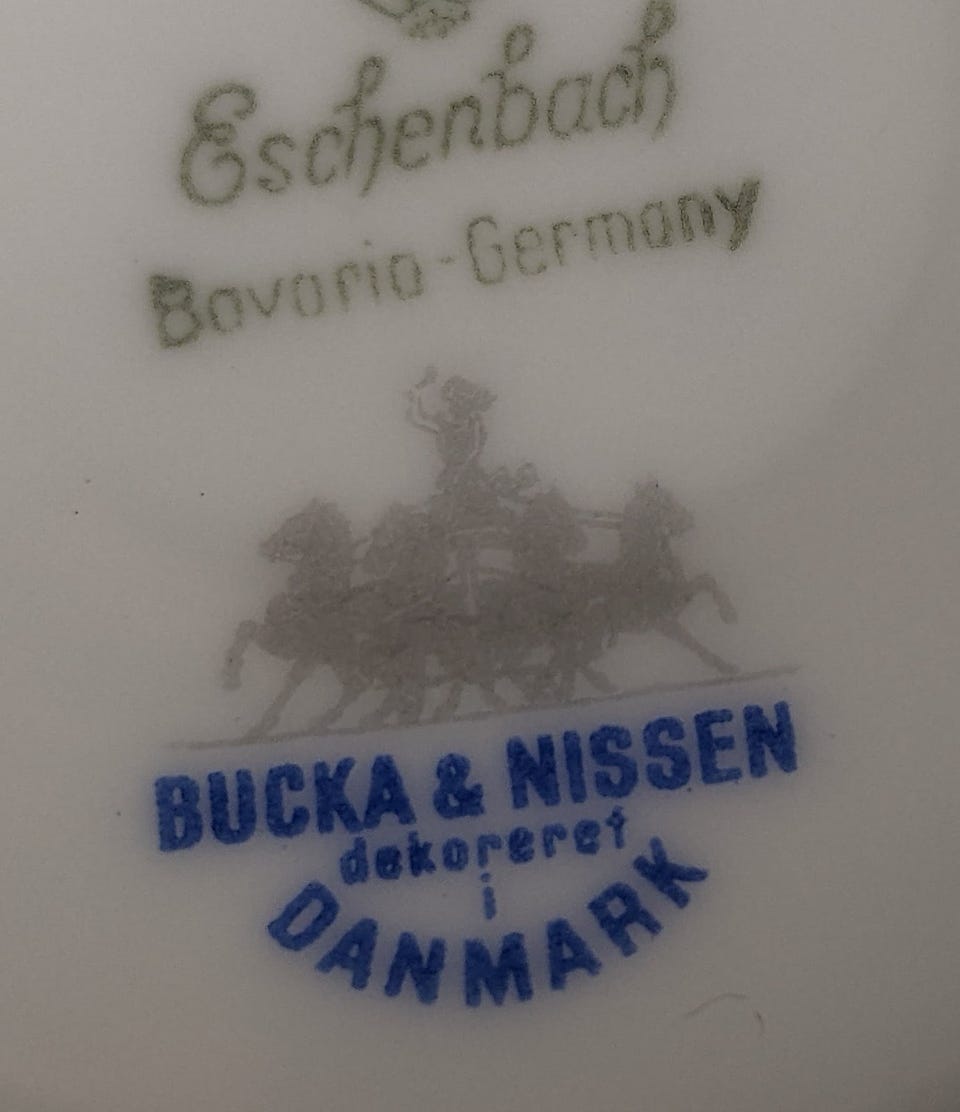 Eschenbach
Bavaria-Germany
BUCKA & NISSEN
dekoreret
i
DANMARK